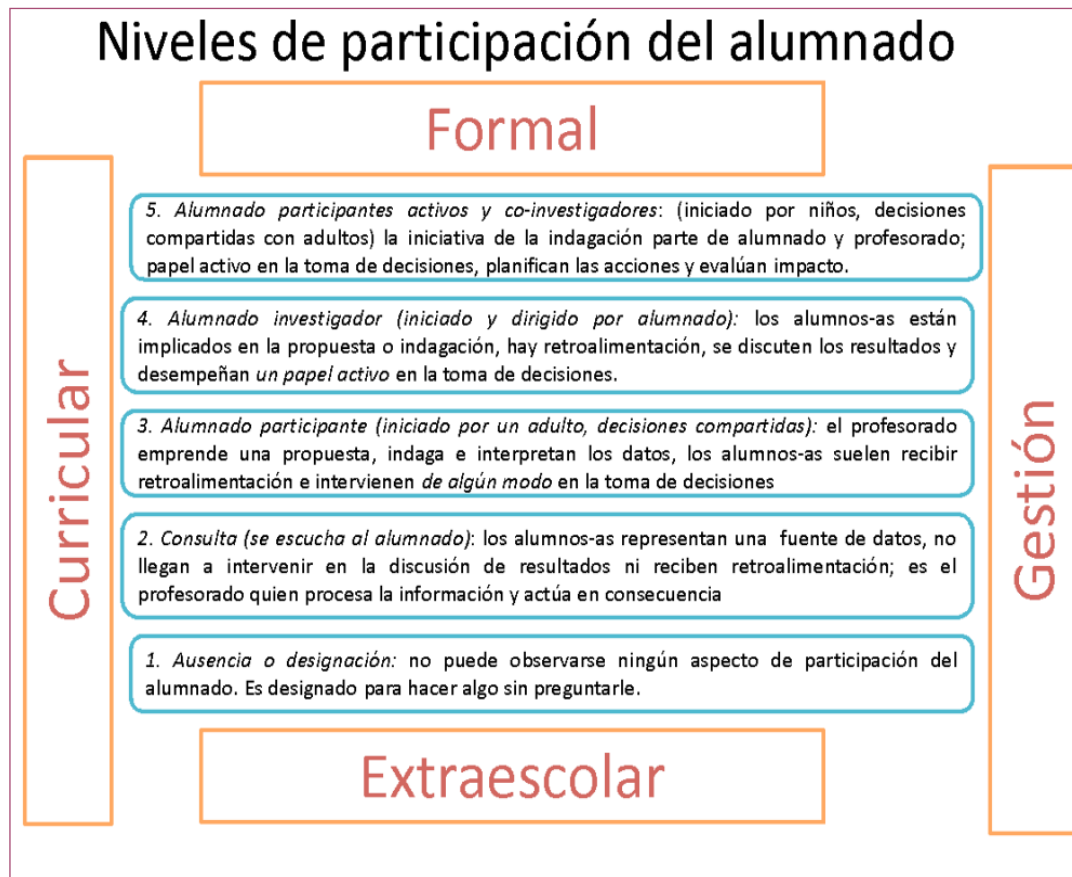 Niveles de participación del alumnado
Formal
Curricular
5. Alumnado participantes activos y co-investigadores: (iniciado por niños, decisiones
compartidas con adultos) la iniciativa de la indagación parte de alumnado y profesorado;
papel activo en la toma de decisiones, planifican las acciones y evalúan impacto.
4. Alumnado investigador (iniciado y dirigido por alumnado): los alumnos-as están
implicados en la propuesta o indagación, hay retroalimentación, se discuten los resultados y
desempeñan un papel activo en la toma de decisiones.
3. Alumnado participante (iniciado por un adulto, decisiones compartidas): el profesorado
emprende una propuesta, indaga e interpretan los datos, los alumnos-as suelen recibir
retroalimentación e intervienen de algún modo en la toma de decisiones
2. Consulta (se escucha al alumnado): los alumnos-as representan una fuente de datos, no
llegan a intervenir en la discusión de resultados ni reciben retroalimentación; es el
profesorado quien procesa la información y actúa en consecuencia
1. Ausencia o designación: no puede observarse ningún aspecto de participación del
alumnado. Es designado para hacer algo sin preguntarle.
Gestión
Extraescolar